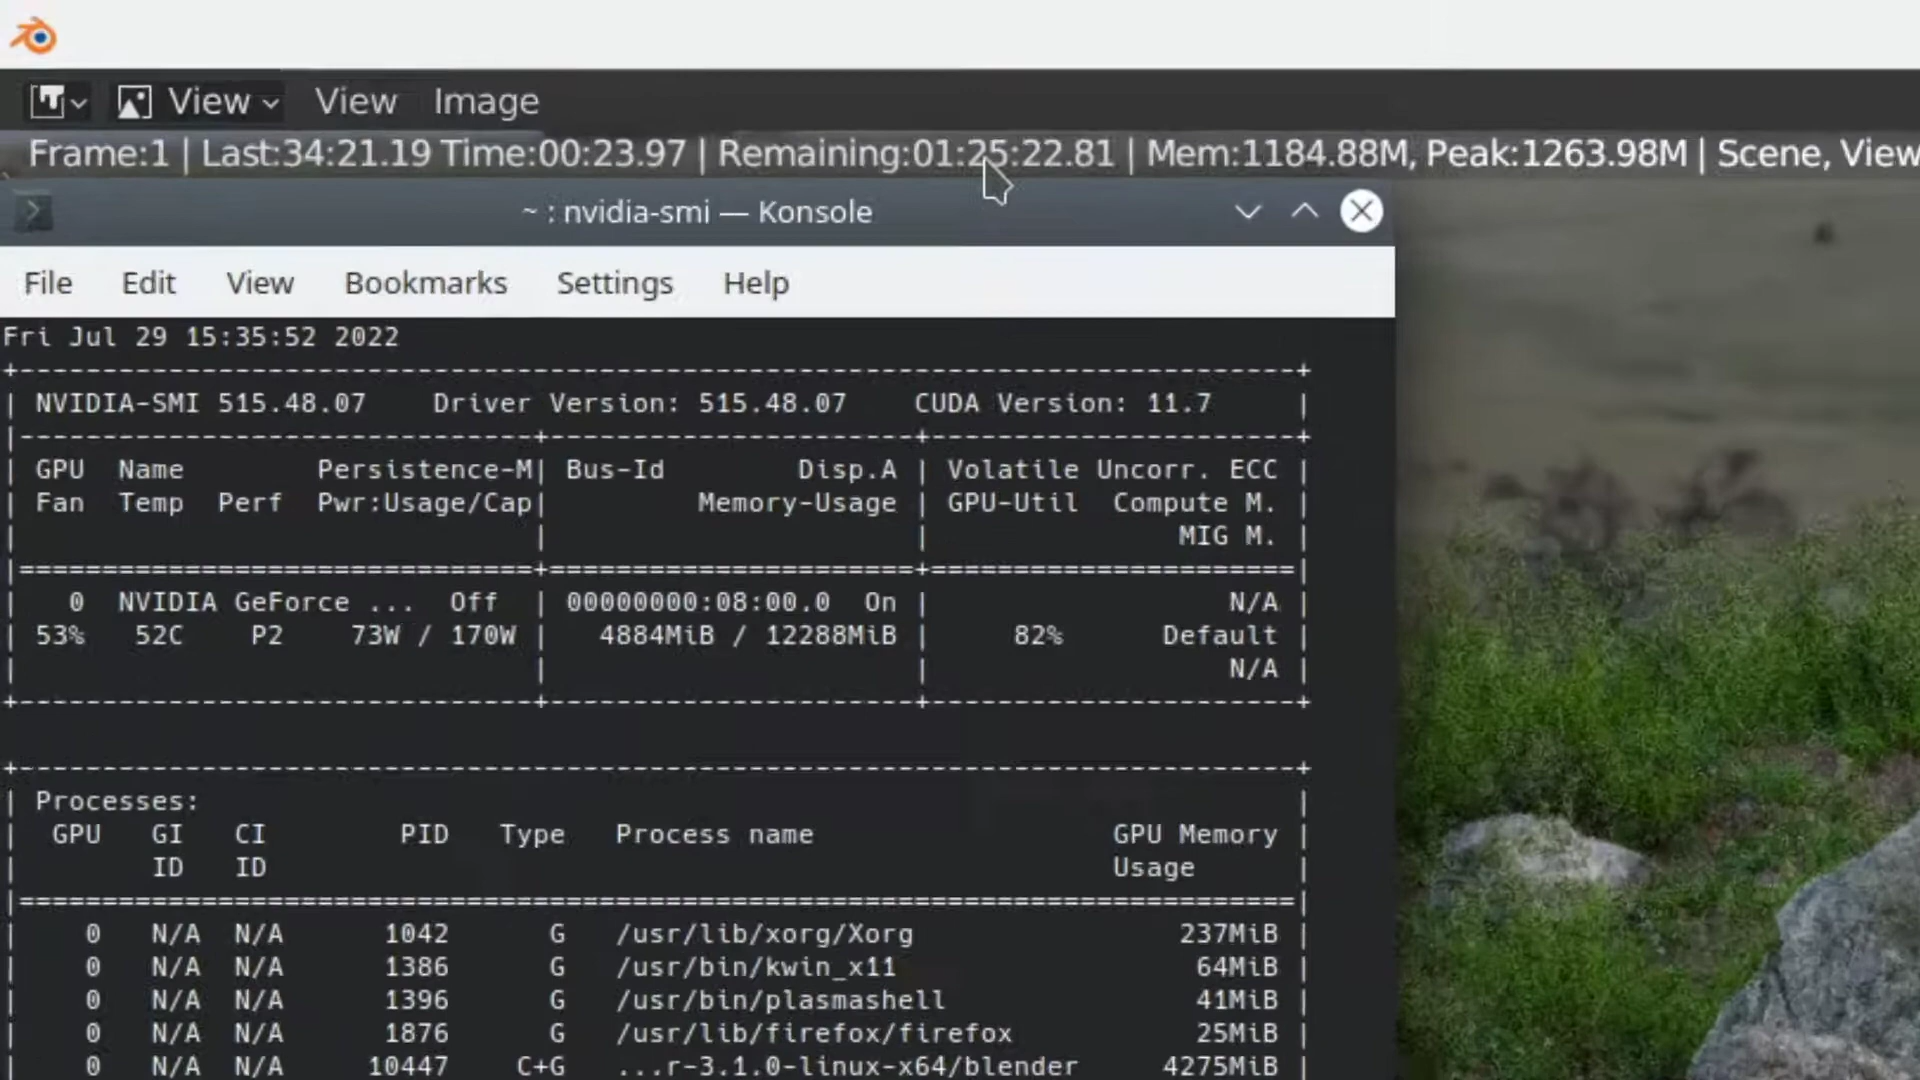 View View Image
Frame:1 | Last:34:21.19 Time:00:23.97 | Remaining:01:25:22.81 | Mem:1184.88M, Peak:1263.98M | Scene, View
~ : nvidia-smi — Konsole
File Edit View Bookmarks Settings Help
Fri Jul 29 15:35:52 2022
+-----------------------------------------------------------------------------+
| NVIDIA-SMI 515.48.07    Driver Version: 515.48.07    CUDA Version: 11.7     |
|-------------------------------+----------------------+----------------------+
| GPU  Name        Persistence-M| Bus-Id        Disp.A | Volatile Uncorr. ECC |
| Fan  Temp  Perf  Pwr:Usage/Cap|         Memory-Usage | GPU-Util  Compute M. |
|                               |                      |               MIG M. |
|===============================+======================+======================|
|   0  NVIDIA GeForce ...  Off  | 00000000:08:00.0  On |                  N/A |
| 53%   52C    P2    73W / 170W |   4884MiB / 12288MiB |     82%      Default |
|                               |                      |                  N/A |
+-------------------------------+----------------------+----------------------+
+-----------------------------------------------------------------------------+
| Processes:                                                                  |
|  GPU   GI   CI        PID   Type   Process name                  GPU Memory |
|        ID   ID                                                   Usage      |
|=============================================================================|
|    0   N/A  N/A      1042      G   /usr/lib/xorg/Xorg                237MiB |
|    0   N/A  N/A      1386      G   /usr/bin/kwin_x11                  64MiB |
|    0   N/A  N/A      1396      G   /usr/bin/plasmashell               41MiB |
|    0   N/A  N/A      1876      G   /usr/lib/firefox/firefox           25MiB |
|    0   N/A  N/A     10447    C+G   ...r-3.1.0-linux-x64/blender     4275MiB |